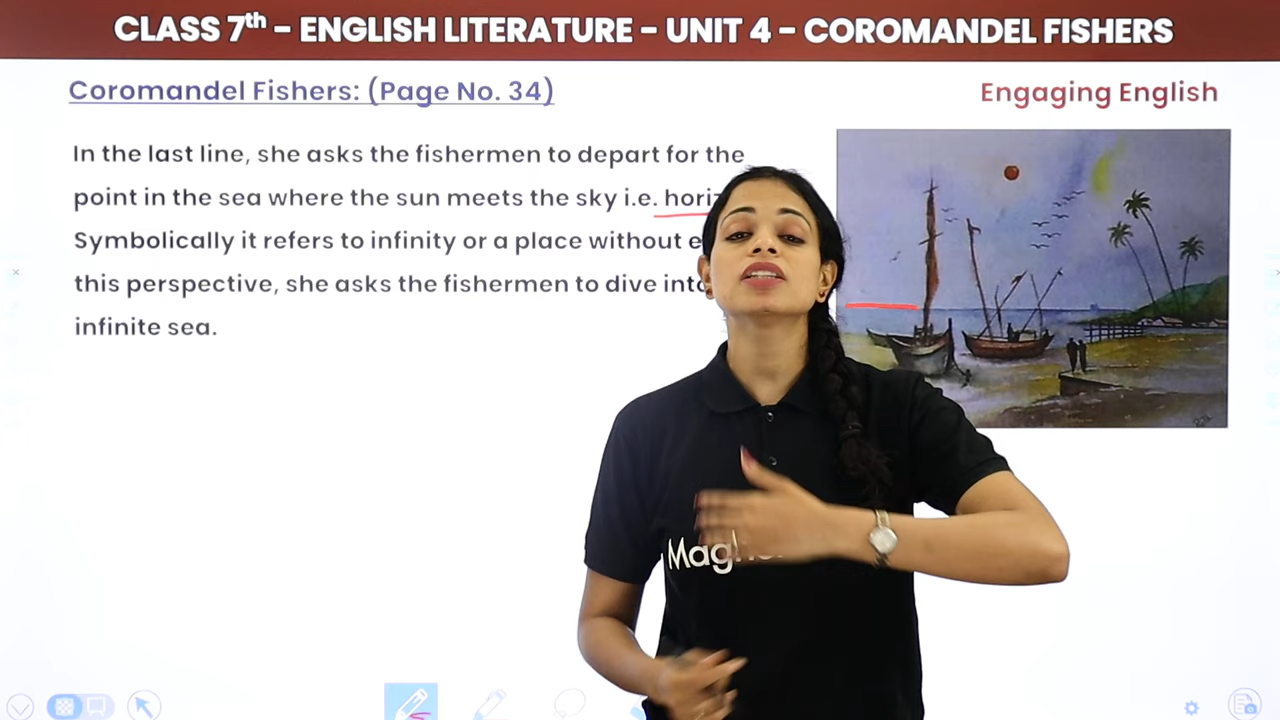 CLASS 7th - ENGLISH LITERATURE - UNIT 4 - COROMANDEL FISHERS
Coromandel Fishers: (Page No. 34)
Engaging English
In the last line, she asks the fishermen to depart for the
point in the sea where the sun meets the sky i.e.
Symbolically it refers to infinity or a place without
this perspective, she asks the fishermen to dive into
infinite sea.